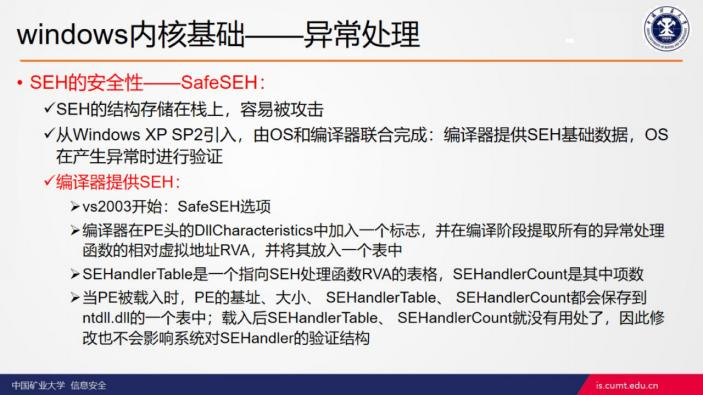 windows内核基础——异常处理
• SEH的安全性——SafeSEH：
✓SEH的结构存储在栈上，容易被攻击
✓从Windows XP SP2引入，由OS和编译器联合完成：编译器提供SEH基础数据，OS
在产生异常时进行验证
✓编译器提供SEH：
➢vs2003开始：SafeSEH选项
➢编译器在PE头的DllCharacteristics中加入一个标志，并在编译阶段提取所有的异常处理
函数的相对虚拟地址RVA，并将其放入一个表中
➢SEHandlerTable是一个指向SEH处理函数RVA的表格，SEHandlerCount是其中项数
➢当PE被载入时，PE的基址、大小、 SEHandlerTable、 SEHandlerCount都会保存到
ntdll.dll的一个表中；载入后SEHandlerTable、 SEHandlerCount就没有用处了，因此修
改也不会影响系统对SEHandler的验证结构
中国矿业大学 信息安全
is.cumt.edu.cn